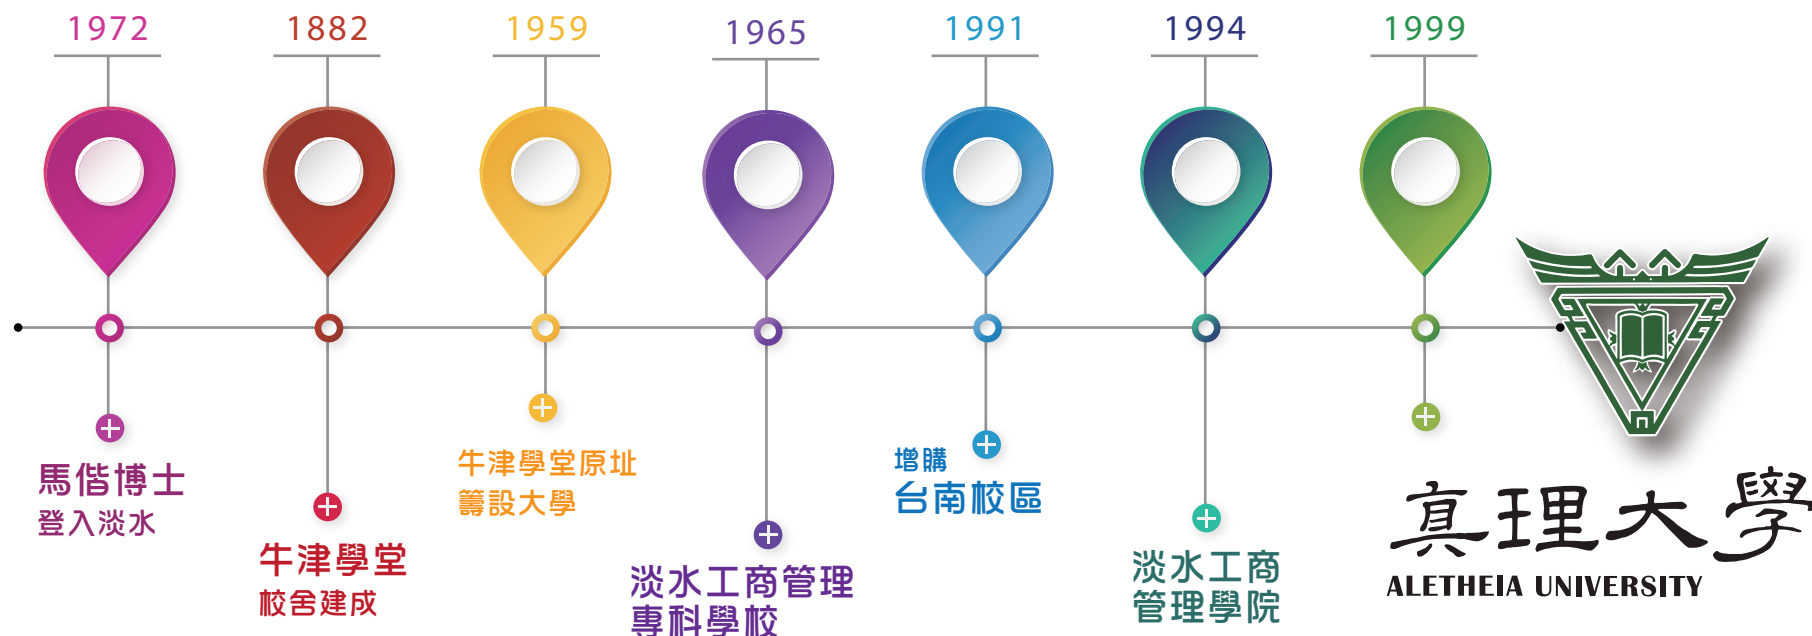 1972
馬偕博士
登入淡水
1882
牛津學堂
校舍建成
1959
牛津學堂原址
籌設大學
1965
淡水工商管理
專科學校
1991
增購
台南校區
1994
淡水工商
管理學院
1999
真理大學
ALETHEIA UNIVERSITY